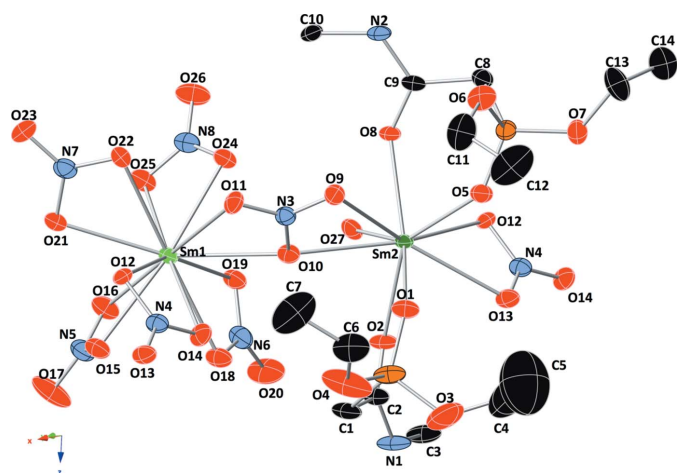 C10
N2
C8
C14
C13
C9
O26
O6
O23
N8
O7
O22
O24
O8
C11
N7
O25
C12
O11
N3
O9
O5
O12
O21
O27
Sm1
O10
Sm2
N4
O12
O19
C7
O1
O14
O16
O13
N4
C6
O2
N5
N6
C5
O14
O15
O13
O18
O20
O4
O3
O17
C2
C4
C1
C3
N1
x